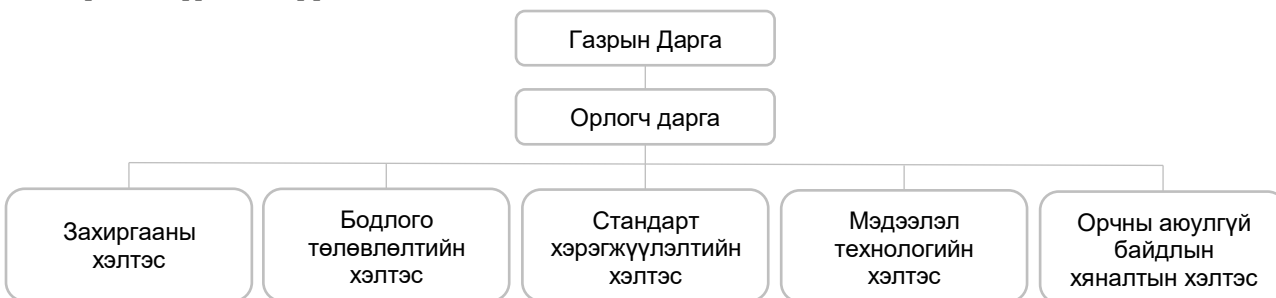 Газрын Дарга
Орлогч дарга
Захиргааны
хэлтэс
Бодлого
төлөвлөлтийн
хэлтэс
Стандарт
хэрэгжүүлэлтийн
хэлтэс
Мэдээлэл
технологийн
хэлтэс
Орчны аюулгүй
байдлын
хяналтын хэлтэс